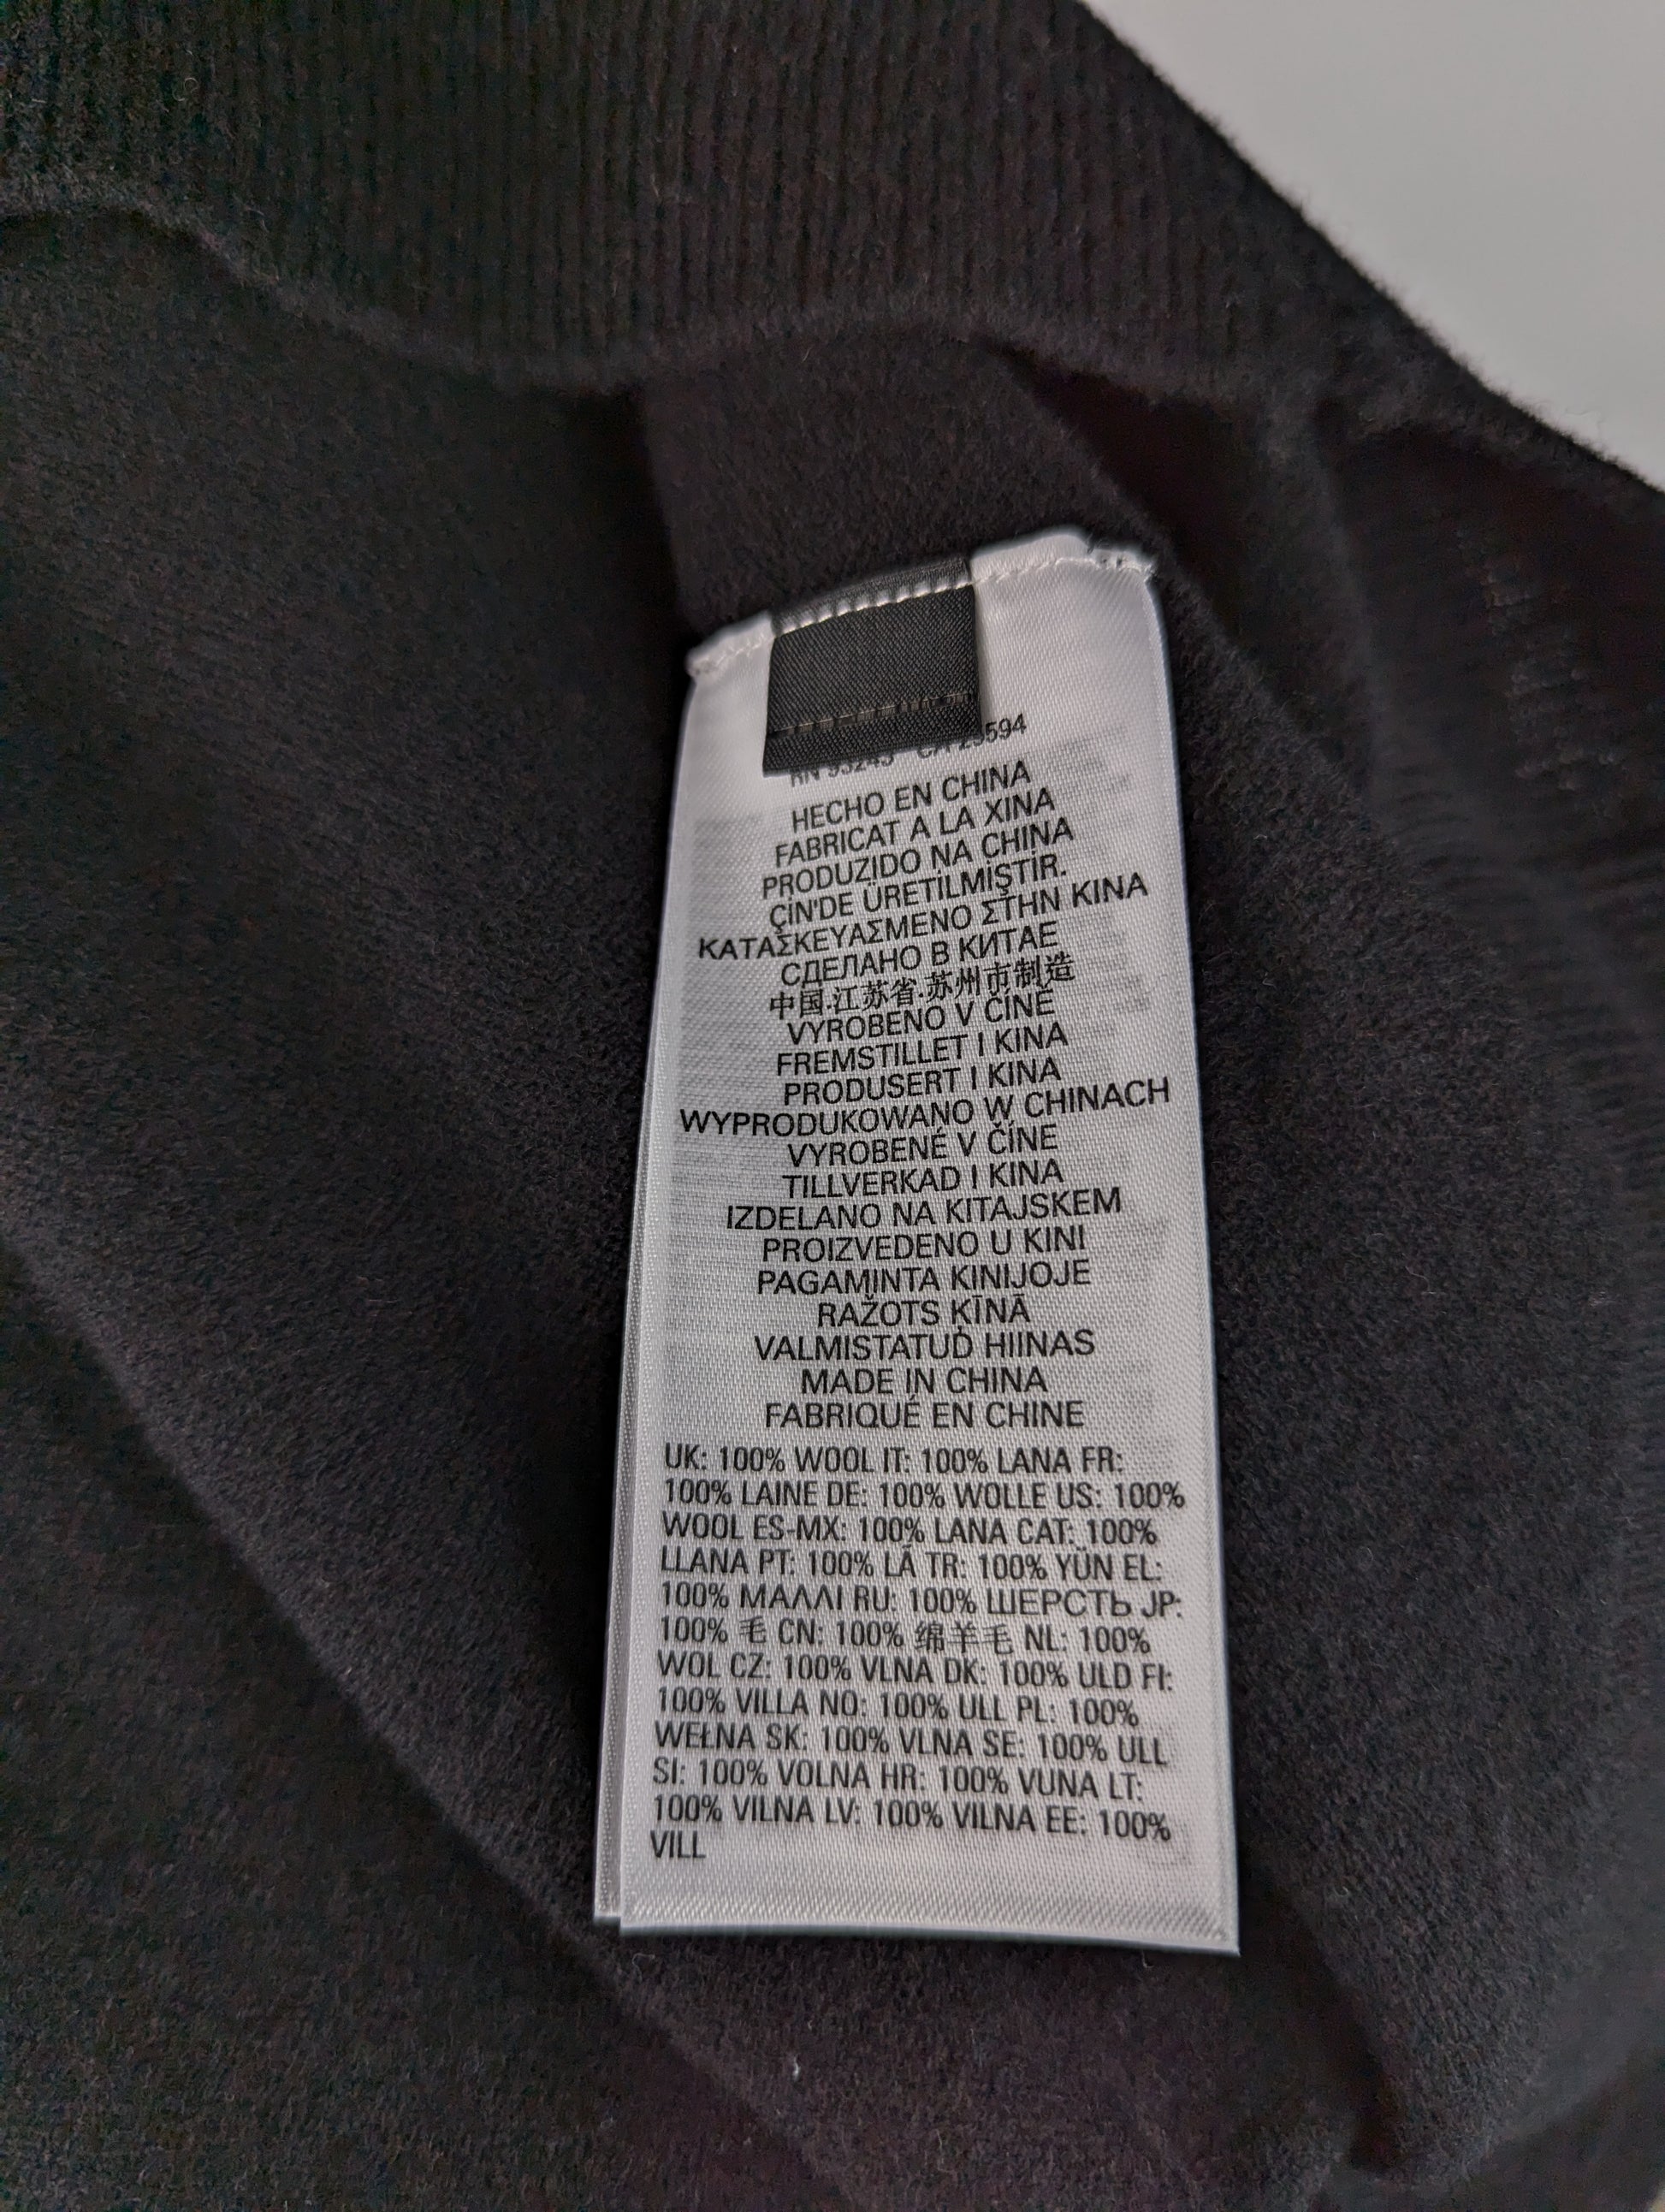 RN 93243 CA 25594
HECHO EN CHINA
FABRICAT A LA XINA
PRODUZIDO NA CHINA
ÇİN'DE ÜRETİLMİŞTİR.
ΚΑΤΑΣΚΕΥΑΣΜΕΝΟ ΣΤΗΝ ΚΙΝΑ
СДЕЛАНО В КИТАЕ
中国.江苏省.苏州市制造
VYROBENO V ČÍNĚ
FREMSTILLET I KINA
PRODUSERT I KINA
WYPRODUKOWANO W CHINACH
VYROBENÉ V ČÍNE
TILLVERKAD I KINA
IZDELANO NA KITAJSKEM
PROIZVEDENO U KINI
PAGAMINTA KINIJOJE
RAŽOTS ĶĪNĀ
VALMISTATUD HIINAS
MADE IN CHINA
FABRIQUÉ EN CHINE
UK: 100% WOOL IT: 100% LANA FR:
100% LAINE DE: 100% WOLLE US: 100%
WOOL ES-MX: 100% LANA CAT: 100%
LLANA PT: 100% LÃ TR: 100% YÜN EL:
100% ΜΑΛΛΙ RU: 100% ШЕРСТЬ JP:
100% 毛 CN: 100% 绵羊毛 NL: 100%
WOL CZ: 100% VLNA DK: 100% ULD FI:
100% VILLA NO: 100% ULL PL: 100%
WEŁNA SK: 100% VLNA SE: 100% ULL
SI: 100% VOLNA HR: 100% VUNA LT:
100% VILNA LV: 100% VILNA EE: 100%
VILL